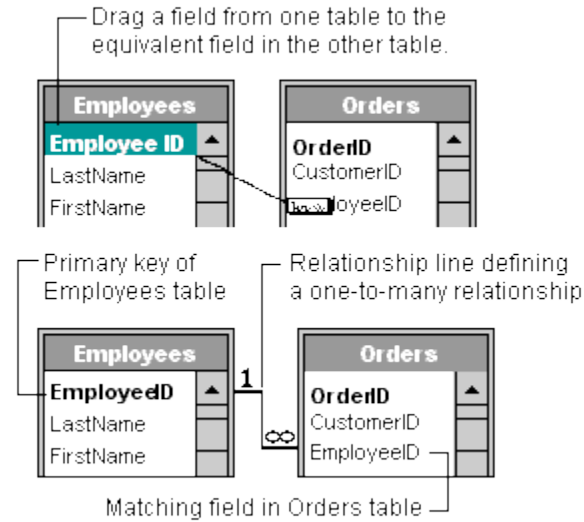 Drag a field from one table to the
equivalent field in the other table.
Employees
Employee ID
LastName
FirstName
Orders
OrderID
CustomerID
loyeeID
Primary key of
Employees table
Relationship line defining
a one-to-many relationship
Employees
EmployeeID
LastName
FirstName
1
∞
Orders
OrderID
CustomerID
EmployeeID
Matching field in Orders table